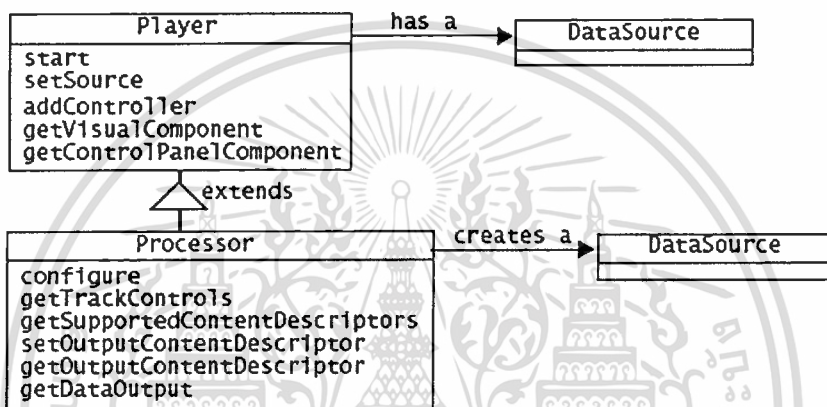 Player
has a
DataSource
start
setSource
addController
getVisualComponent
getControlPanelComponent
extends
Processor
creates a
DataSource
configure
getTrackControls
getSupportedContentDescriptors
setOutputContentDescriptor
getOutputContentDescriptor
getDataOutput